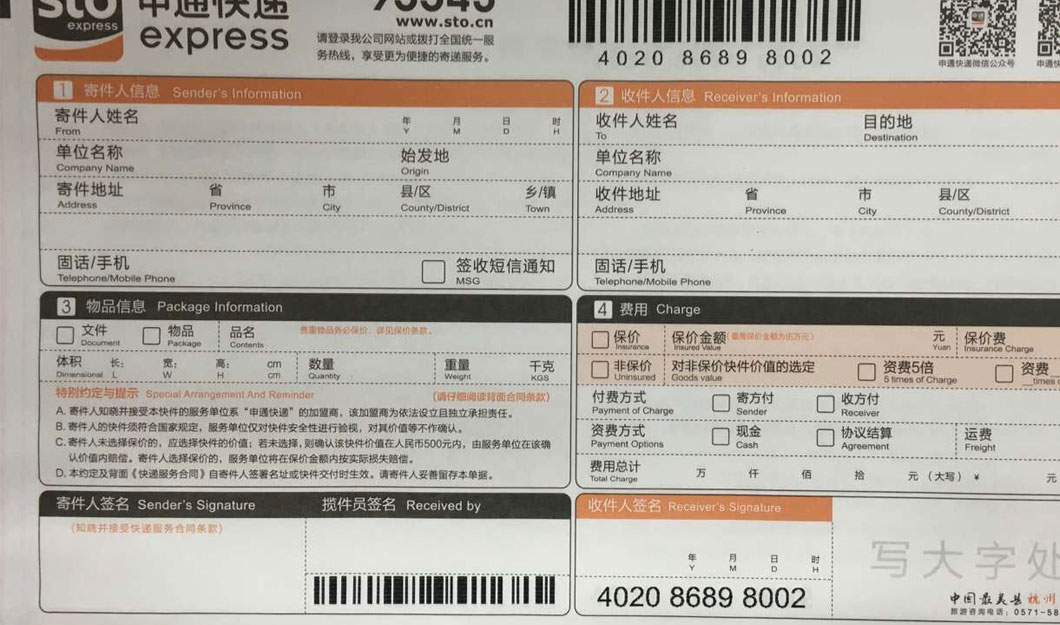 sto express
申通快递
express
95543
www.sto.cn
请登录我公司网站或拨打全国统一服
务热线，享受更为便捷的寄递服务。
4020 8689 8002
申通快递微信公众号
申通快
1 寄件人信息 Sender's Information
寄件人姓名 年 月 日 时
From Y M D H
单位名称 始发地
Company Name Origin
寄件地址 省 市 县/区 乡/镇
Address Province City County/District Town
固话/手机 签收短信通知
Telephone/Mobile Phone MSG
2 收件人信息 Receiver's Information
收件人姓名 目的地
To Destination
单位名称
Company Name
收件地址 省 市 县/区
Address Province City County/District
固话/手机
Telephone/Mobile Phone
3 物品信息 Package Information
文件 物品 品名 贵重物品务必保价，详见保价条款。
Document Package Contents
体积 长: 宽: 高: cm 数量 重量 千克
Dimensional L W H cm Quantity Weight KGS
特别约定与提示 Special Arrangement And Reminder (请仔细阅读背面合同条款)
A. 寄件人知晓并接受本快件的服务单位系“申通快递”的加盟商，该加盟商为依法设立且独立承担责任。
B. 寄件人的快件须符合国家规定，服务单位仅对快件安全性进行验视，对其价值等不作确认。
C. 寄件人未选择保价的，应选择快件的价值；若未选择，则确认该快件价值在人民币500元内，由服务单位在该确
认价值内赔偿。寄件人选择保价的，服务单位将在保价金额内按实际损失赔偿。
D. 本约定及背面《快递服务合同》自寄件人签署名址或快件交付时生效。请寄件人妥善留存本单据。
4 费用 Charge
保价 保价金额(最高保价金额为伍万元) 元 保价费
Insurance Insured Value Yuan Insurance Charge
非保价 对非保价快件价值的选定 资费5倍 资费
Uninsured Goods value 5 times of Charge times of
付费方式 寄方付 收方付
Payment of Charge Sender Receiver
资费方式 现金 协议结算 运费
Payment Options Cash Agreement Freight
费用总计 万 仟 佰 拾 元 (大写) ¥ 元
Total Charge
寄件人签名 Sender's Signature 揽件员签名 Received by
(知晓并接受快递服务合同条款)
收件人签名 Receiver's Signature
年 月 日 时
Y M D H
4020 8689 8002
写大字处
中国最美县 杭州
旅游咨询电话：0571-58